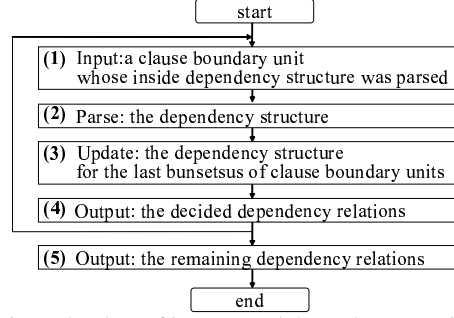 start
(1) Input:a clause boundary unit
whose inside dependency structure was parsed
(2) Parse: the dependency structure
(3) Update: the dependency structure
for the last bunsetsus of clause boundary units
(4) Output: the decided dependency relations
(5) Output: the remaining dependency relations
end